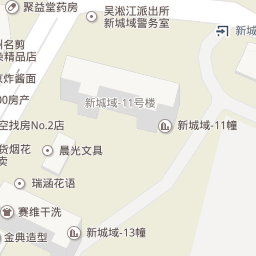 聚益堂药房
吴淞江派出所
新城域警务室
新城
名剪
精品店
炸酱面
00房产
新城域-11号楼
空找房No.2店
新城域-11幢
晨光文具
货烟花
卖
瑞涵花语
赛维干洗
金典造型
新城域-13幢